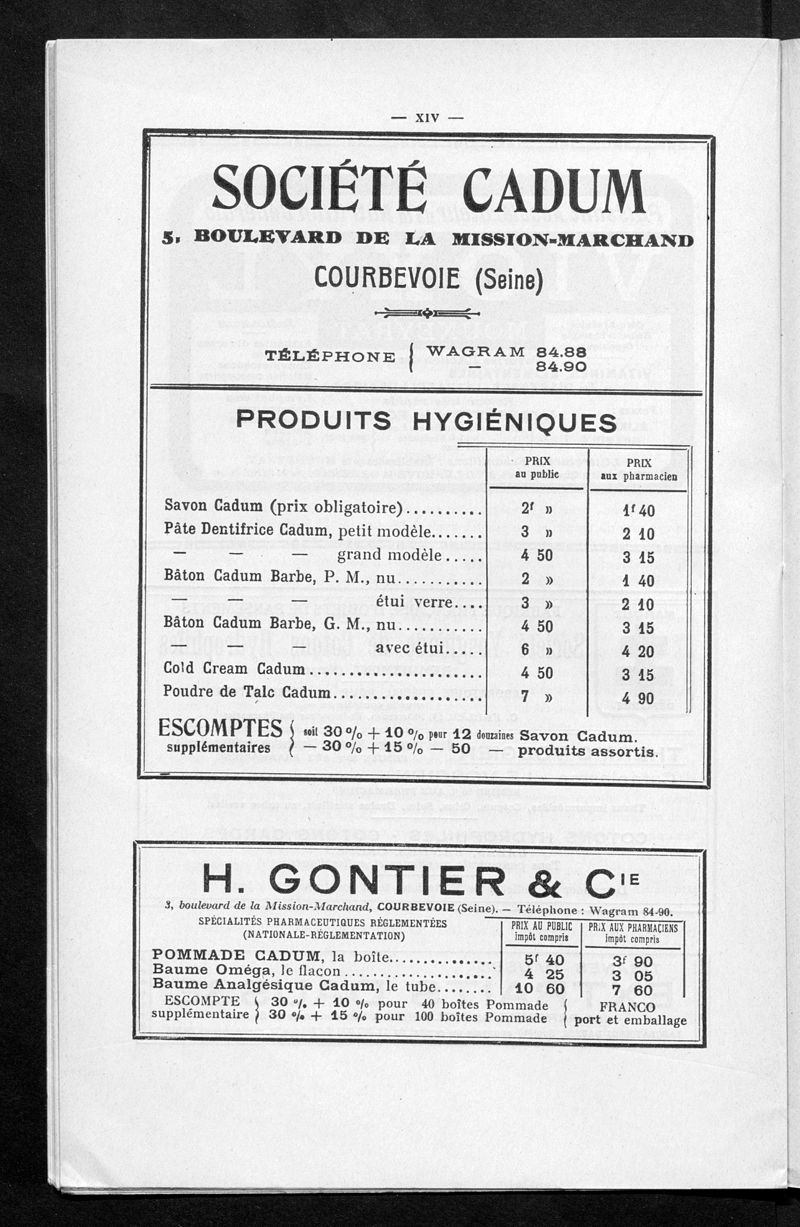 — XIV —
SOCIÉTÉ CADUM
5, BOULEVARD DE LA MISSION-MARCHAND
COURBEVOIE (Seine)
TÉLÉPHONE { WAGRAM 84.88
— 84.90
PRODUITS HYGIÉNIQUES
PRIX au public PRIX aux pharmacien
Savon Cadum (prix obligatoire).......... 2f » 1f 40
Pâte Dentifrice Cadum, petit modèle....... 3 » 2 10
— — — grand modèle..... 4 50 3 15
Bâton Cadum Barbe, P. M., nu........... 2 » 1 40
— — — étui verre.... 3 » 2 10
Bâton Cadum Barbe, G. M., nu........... 4 50 3 15
— — — avec étui..... 6 » 4 20
Cold Cream Cadum..................... 4 50 3 15
Poudre de Talc Cadum.................. 7 » 4 90
ESCOMPTES { soit 30 % + 10 % pour 12 douzaines Savon Cadum.
supplémentaires { — 30 % + 15 % — 50 — produits assortis.
H. GONTIER & CIE
3, boulevard de la Mission-Marchand, COURBEVOIE (Seine). — Téléphone : Wagram 84-90.
SPÉCIALITÉS PHARMACEUTIQUES RÉGLEMENTÉES
(NATIONALE-RÉGLEMENTATION)
PRIX AU PUBLIC impôt compris PRIX AUX PHARMACIENS impôt compris
POMMADE CADUM, la boîte............... 5f 40 3f 90
Baume Oméga, le flacon..................... 4 25 3 05
Baume Analgésique Cadum, le tube........ 10 60 7 60
ESCOMPTE { 30 % + 10 % pour 40 boîtes Pommade { FRANCO
supplémentaire } 30 % + 15 % pour 100 boîtes Pommade { port et emballage